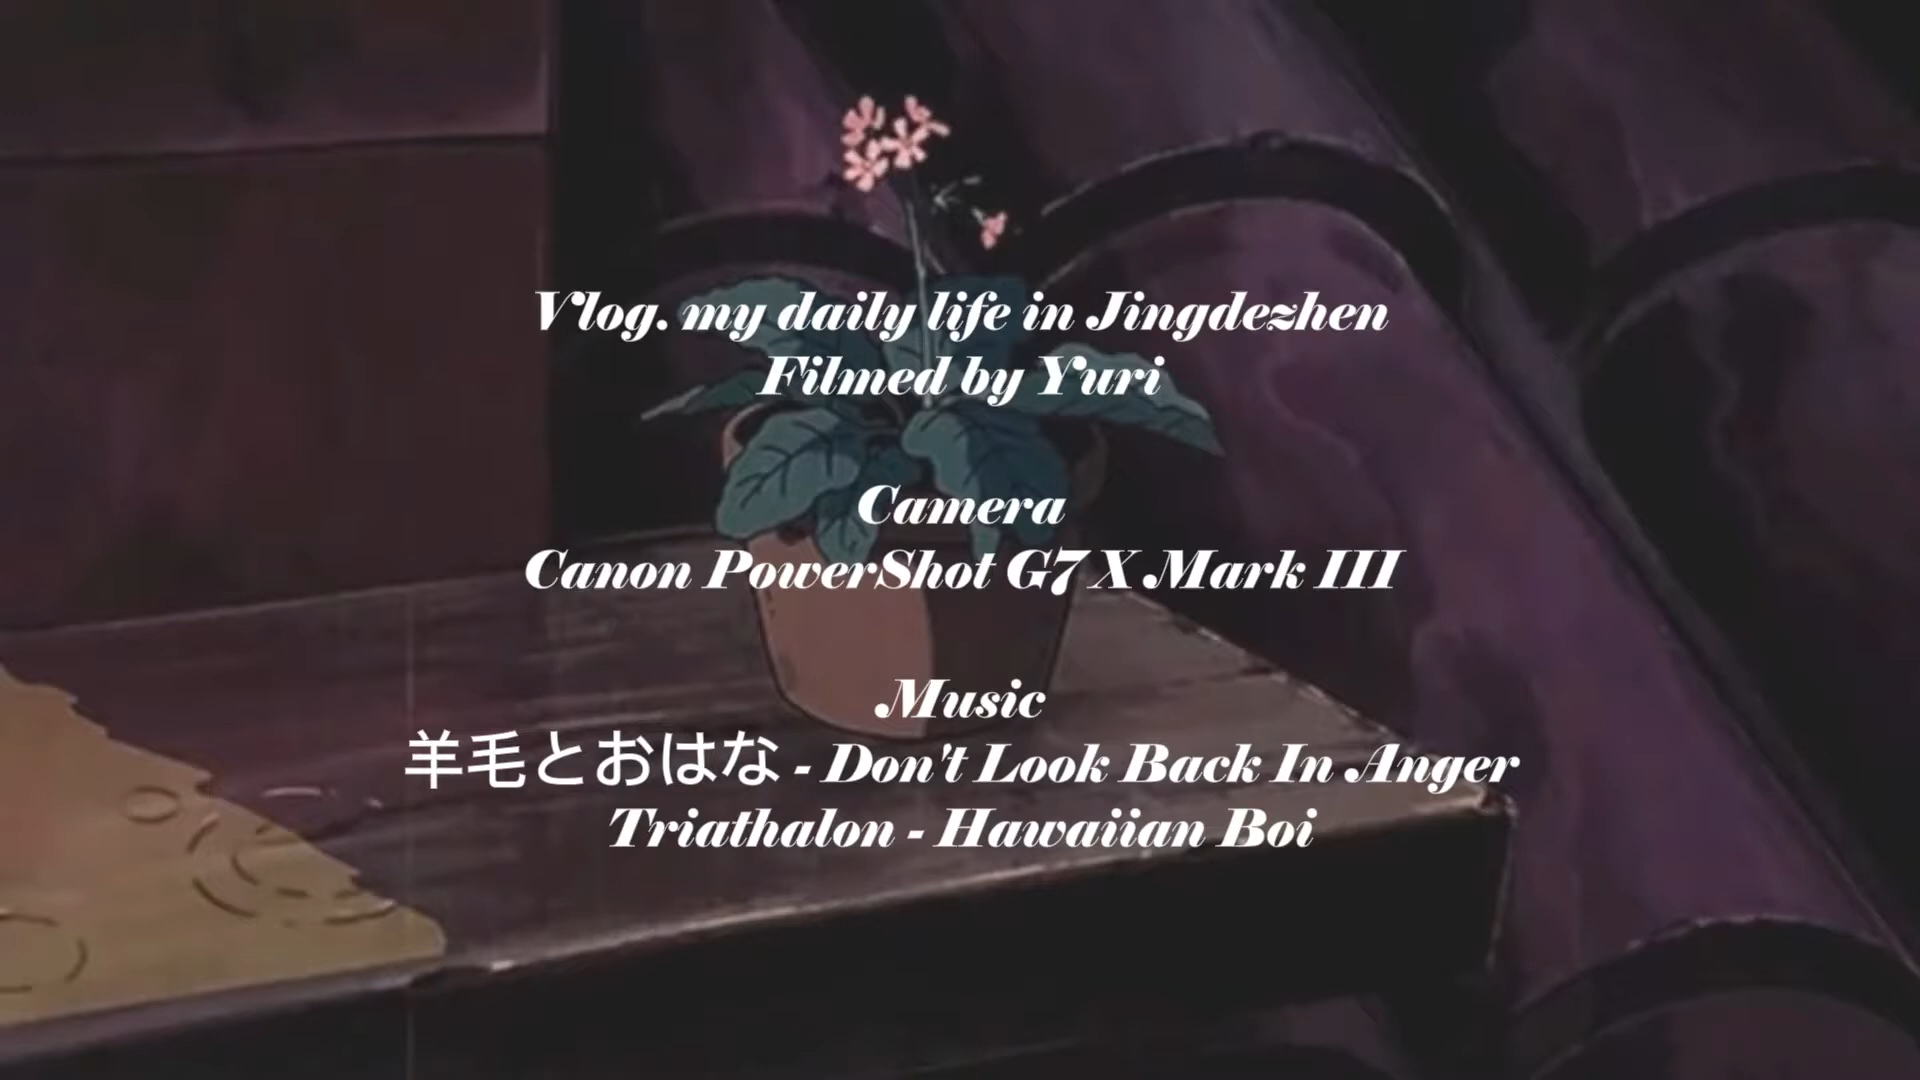 Vlog. my daily life in Jingdezhen
Filmed by Yuri
Camera
Canon PowerShot G7 X Mark III
Music
羊毛とおはな - Don't Look Back In Anger
Triathalon - Hawaiian Boi